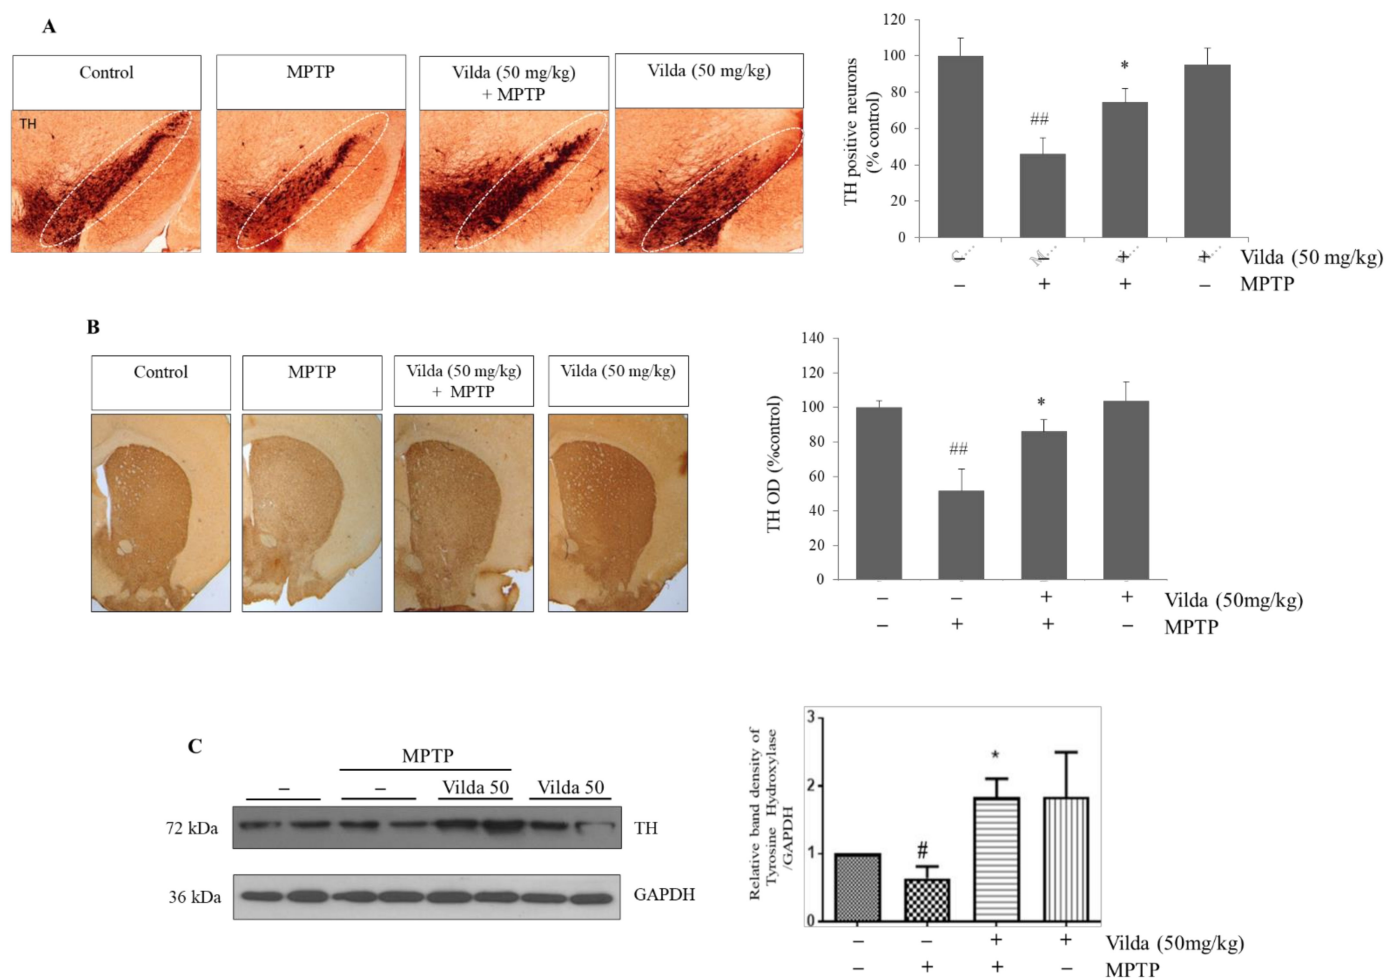 A
Control
MPTP
Vilda (50 mg/kg)
+ MPTP
Vilda (50 mg/kg)
TH
120
100
80
60
40
20
0
TH positive neurons
(% control)
##
*
– – + + Vilda (50 mg/kg)
– + + – MPTP
B
Control
MPTP
Vilda (50 mg/kg)
+ MPTP
Vilda (50 mg/kg)
140
120
100
80
60
40
20
0
TH OD (%control)
##
*
– – + + Vilda (50mg/kg)
– + + – MPTP
C
MPTP
– – Vilda 50 Vilda 50
72 kDa TH
36 kDa GAPDH
3
2
1
0
Relative band density of
Tyrosine Hydroxylase
/GAPDH
#
*
– – + + Vilda (50mg/kg)
– + + – MPTP